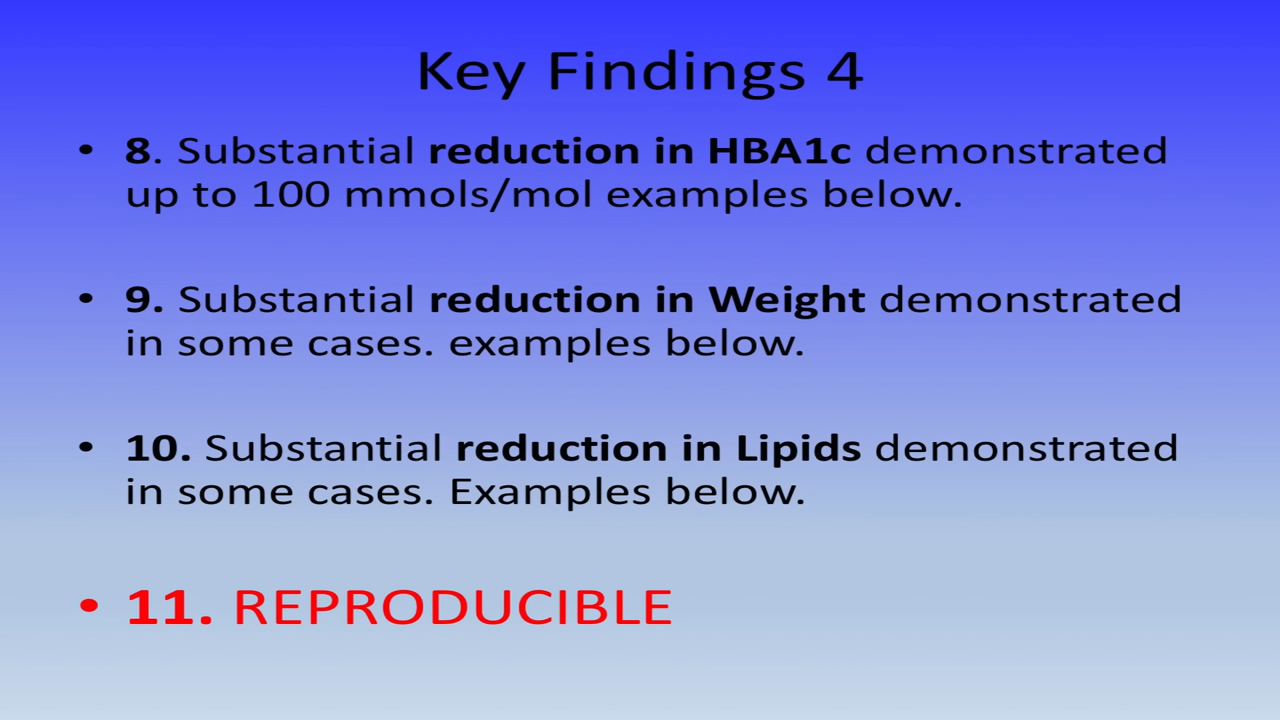 Key Findings 4
• 8. Substantial reduction in HBA1c demonstrated
up to 100 mmols/mol examples below.
• 9. Substantial reduction in Weight demonstrated
in some cases. examples below.
• 10. Substantial reduction in Lipids demonstrated
in some cases. Examples below.
• 11. REPRODUCIBLE